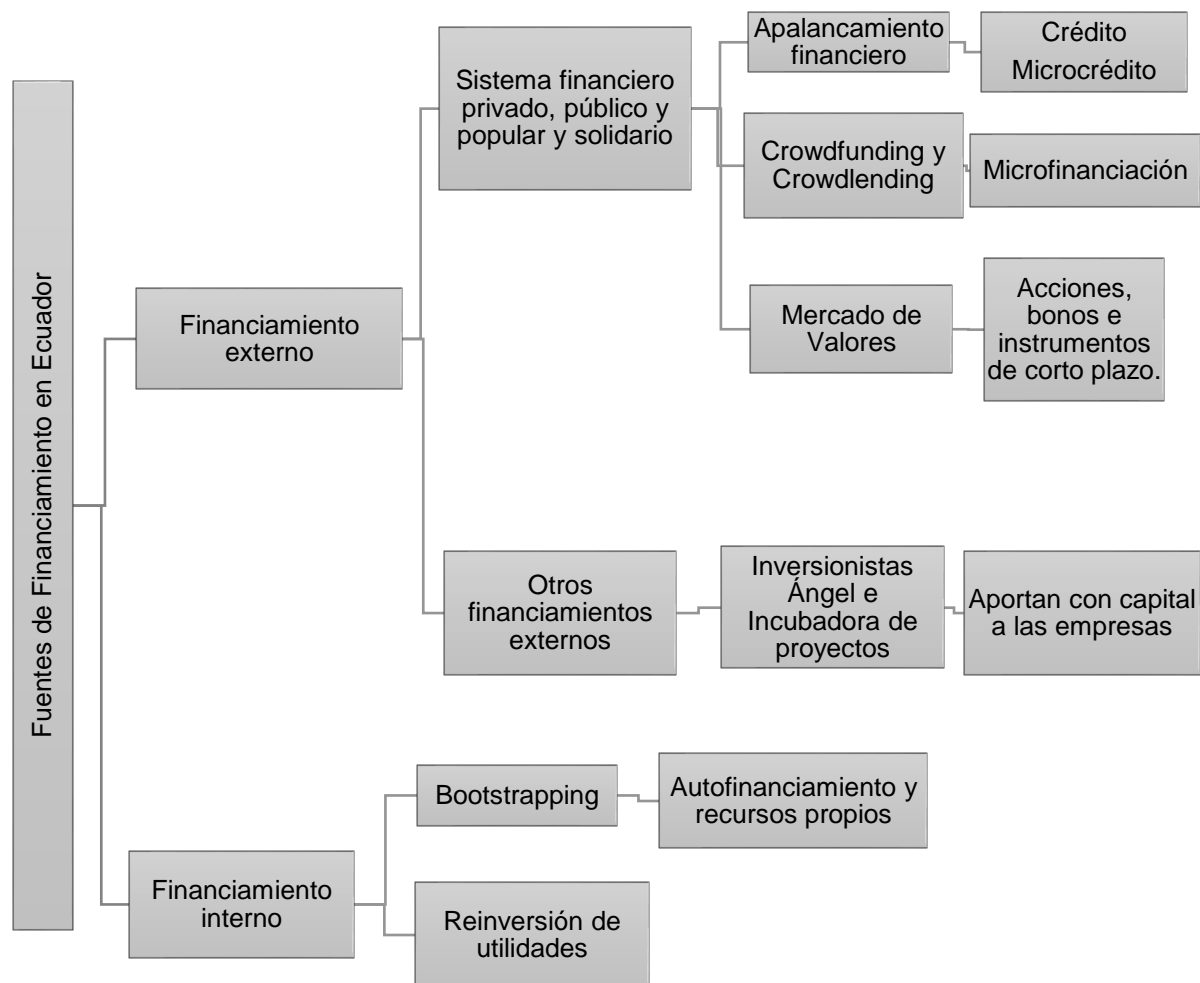 Fuentes de Financiamiento en Ecuador
Financiamiento
externo
Sistema financiero
privado, público y
popular y solidario
Apalancamiento
financiero
Crédito
Microcrédito
Crowdfunding y
Crowdlending
Microfinanciación
Mercado de
Valores
Acciones,
bonos e
instrumentos
de corto plazo.
Otros
financiamientos
externos
Inversionistas
Ángel e
Incubadora de
proyectos
Aportan con capital
a las empresas
Financiamiento
interno
Bootstrapping
Autofinanciamiento y
recursos propios
Reinversión de
utilidades